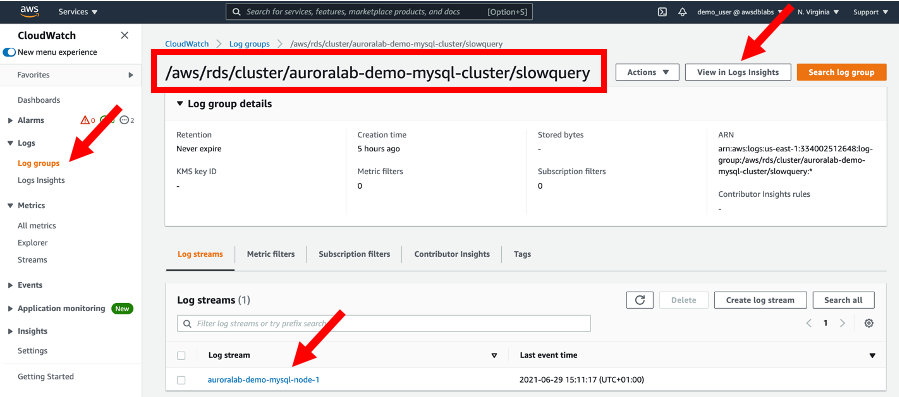 aws
Services
Search for services, features, marketplace products, and docs
[Option+S]
demo_user @ awsdblabs
N. Virginia
Support
CloudWatch
New menu experience
Favorites
Dashboards
Alarms
0
2
Logs
Log groups
Logs Insights
Metrics
All metrics
Explorer
Streams
Events
Application monitoring New
Insights
Settings
Getting Started
CloudWatch
Log groups
/aws/rds/cluster/auroralab-demo-mysql-cluster/slowquery
/aws/rds/cluster/auroralab-demo-mysql-cluster/slowquery
Actions
View in Logs Insights
Search log group
Log group details
Retention
Never expire
KMS key ID
-
Creation time
5 hours ago
Metric filters
0
Stored bytes
-
Subscription filters
0
ARN
arn:aws:logs:us-east-1:334002512648:log-
group:/aws/rds/cluster/auroralab-demo-
mysql-cluster/slowquery:*
Contributor Insights rules
-
Log streams
Metric filters
Subscription filters
Contributor Insights
Tags
Log streams (1)
Delete
Create log stream
Search all
Filter log streams or try prefix search
1
Log stream
Last event time
auroralab-demo-mysql-node-1
2021-06-29 15:11:17 (UTC+01:00)